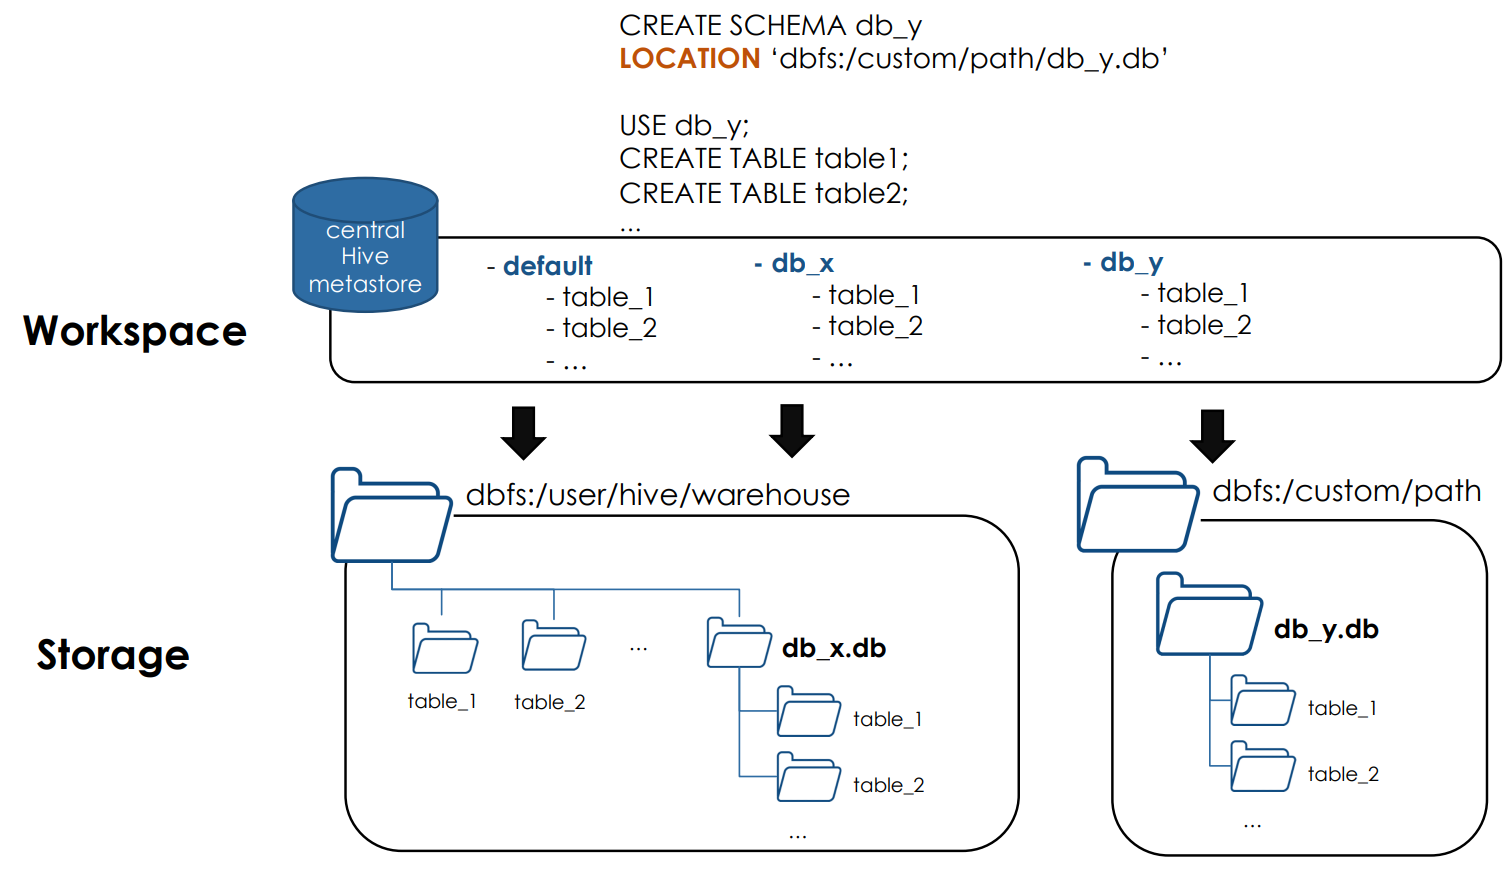 CREATE SCHEMA db_y
LOCATION ‘dbfs:/custom/path/db_y.db’
USE db_y;
CREATE TABLE table1;
CREATE TABLE table2;
...
central
Hive
metastore
Workspace
- default
- table_1
- table_2
- ...
- db_x
- table_1
- table_2
- ...
- db_y
- table_1
- table_2
- ...
Storage
dbfs:/user/hive/warehouse
table_1
table_2
...
db_x.db
table_1
table_2
...
dbfs:/custom/path
db_y.db
table_1
table_2
...